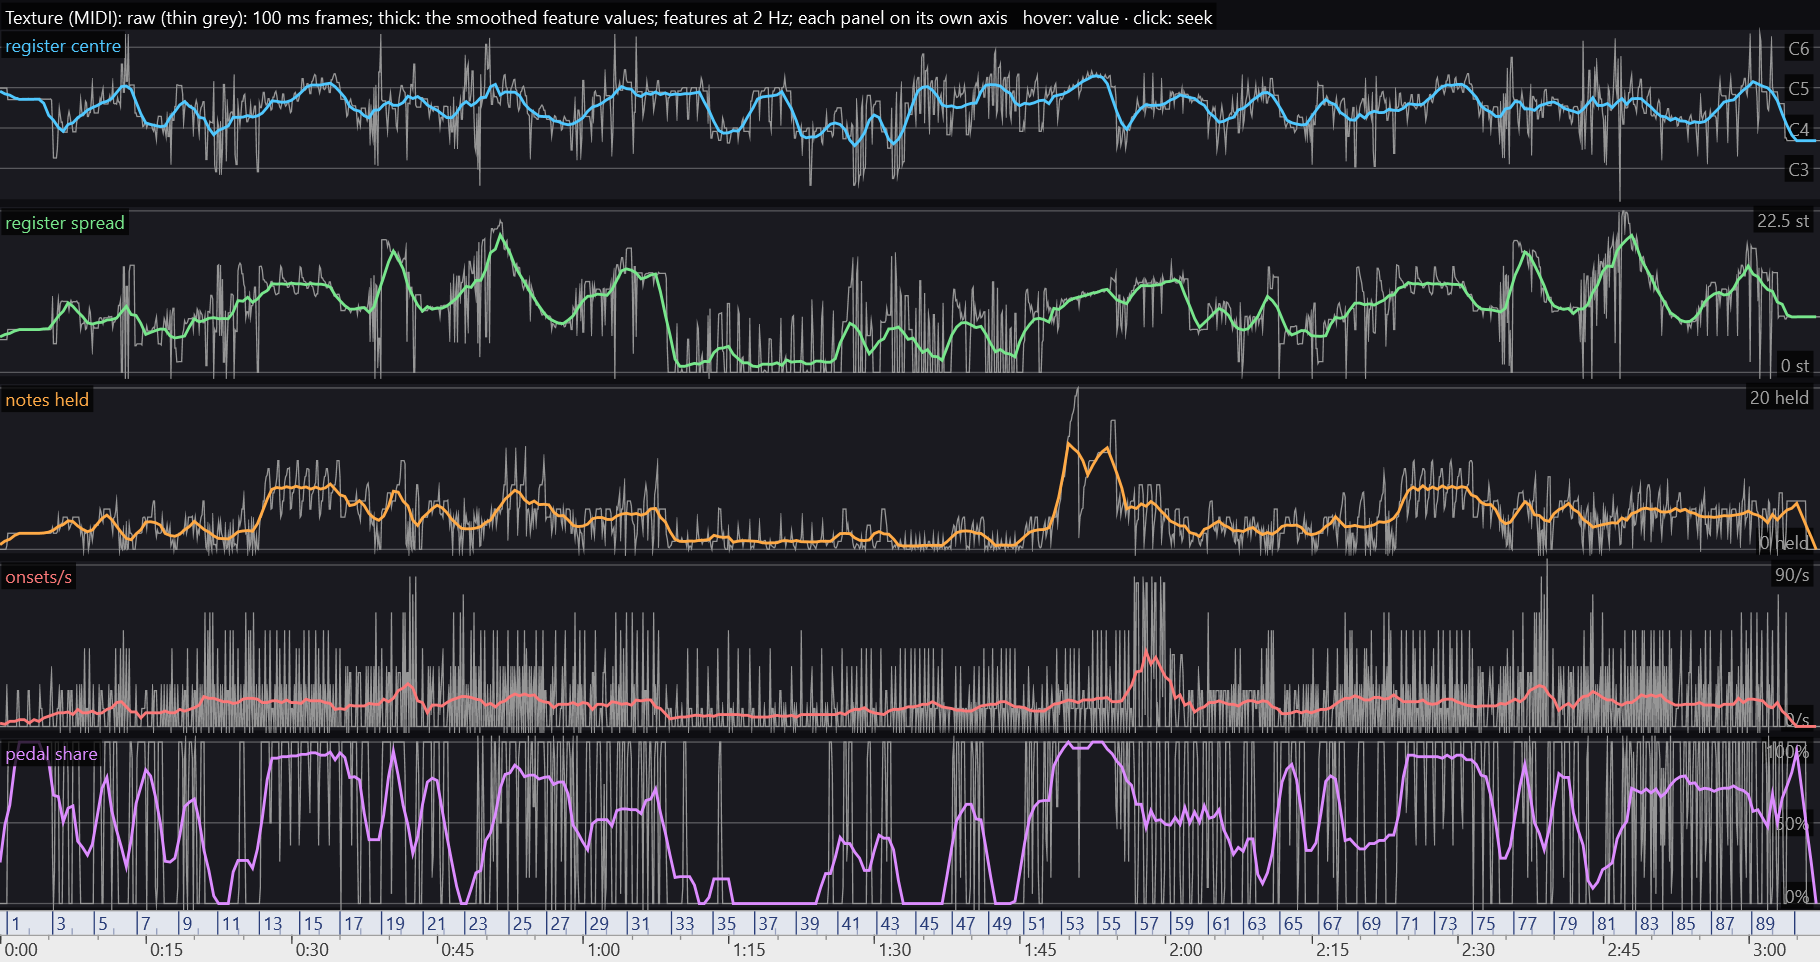 Texture (MIDI): raw (thin grey): 100 ms frames; thick: the smoothed feature values; features at 2 Hz; each panel on its own axis hover: value · click: seek
register centre
C6
C5
C4
C3
register spread
22.5 st
0 st
notes held
20 held
0 held
onsets/s
90/s
0/s
pedal share
100%
50%
0%
1 3 5 7 9 11 13 15 17 19 21 23 25 27 29 31 33 35 37 39 41 43 45 47 49 51 53 55 57 59 61 63 65 67 69 71 73 75 77 79 81 83 85 87 89
0:00 0:15 0:30 0:45 1:00 1:15 1:30 1:45 2:00 2:15 2:30 2:45 3:00